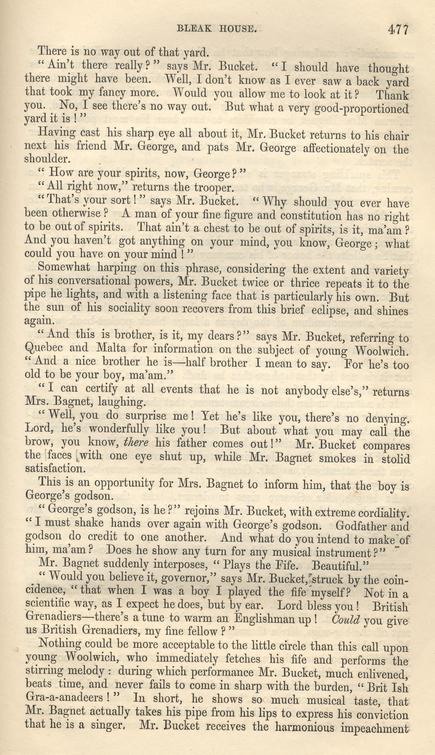 BLEAK HOUSE. 477
There is no way out of that yard.
“Ain't there really?” says Mr. Bucket. “I should have thought
there might have been. Well, I don't know as I ever saw a back yard
that took my fancy more. Would you allow me to look at it? Thank
you. No, I see there's no way out. But what a very good-proportioned
yard it is!”
Having cast his sharp eye all about it, Mr. Bucket returns to his chair
next his friend Mr. George, and pats Mr. George affectionately on the
shoulder.
“How are your spirits, now, George?”
“All right now,” returns the trooper.
“That's your sort!” says Mr. Bucket. “Why should you ever have
been otherwise? A man of your fine figure and constitution has no right
to be out of spirits. That ain't a chest to be out of spirits, is it, ma'am?
And you haven't got anything on your mind, you know, George; what
could you have on your mind!”
Somewhat harping on this phrase, considering the extent and variety
of his conversational powers, Mr. Bucket twice or thrice repeats it to the
pipe he lights, and with a listening face that is particularly his own. But
the sun of his sociality soon recovers from this brief eclipse, and shines
again.
“And this is brother, is it, my dears?” says Mr. Bucket, referring to
Quebec and Malta for information on the subject of young Woolwich.
“And a nice brother he is—half brother I mean to say. For he's too
old to be your boy, ma'am.”
“I can certify at all events that he is not anybody else's,” returns
Mrs. Bagnet, laughing.
“Well, you do surprise me! Yet he's like you, there's no denying.
Lord, he's wonderfully like you! But about what you may call the
brow, you know, there his father comes out!” Mr. Bucket compares
the faces with one eye shut up, while Mr. Bagnet smokes in stolid
satisfaction.
This is an opportunity for Mrs. Bagnet to inform him, that the boy is
George's godson.
“George's godson, is he?” rejoins Mr. Bucket, with extreme cordiality.
“I must shake hands over again with George's godson. Godfather and
godson do credit to one another. And what do you intend to make of
him, ma'am? Does he show any turn for any musical instrument?”
Mr. Bagnet suddenly interposes, “Plays the Fife. Beautiful.”
“Would you believe it, governor,” says Mr. Bucket, struck by the coin-
cidence, “that when I was a boy I played the fife myself? Not in a
scientific way, as I expect he does, but by ear. Lord bless you! British
Grenadiers—there's a tune to warm an Englishman up! Could you give
us British Grenadiers, my fine fellow?”
Nothing could be more acceptable to the little circle than this call upon
young Woolwich, who immediately fetches his fife and performs the
stirring melody: during which performance Mr. Bucket, much enlivened,
beats time, and never fails to come in sharp with the burden, “Brit Ish
Gra-a-anadeers!” In short, he shows so much musical taste, that
Mr. Bagnet actually takes his pipe from his lips to express his conviction
that he is a singer. Mr. Bucket receives the harmonious impeachment